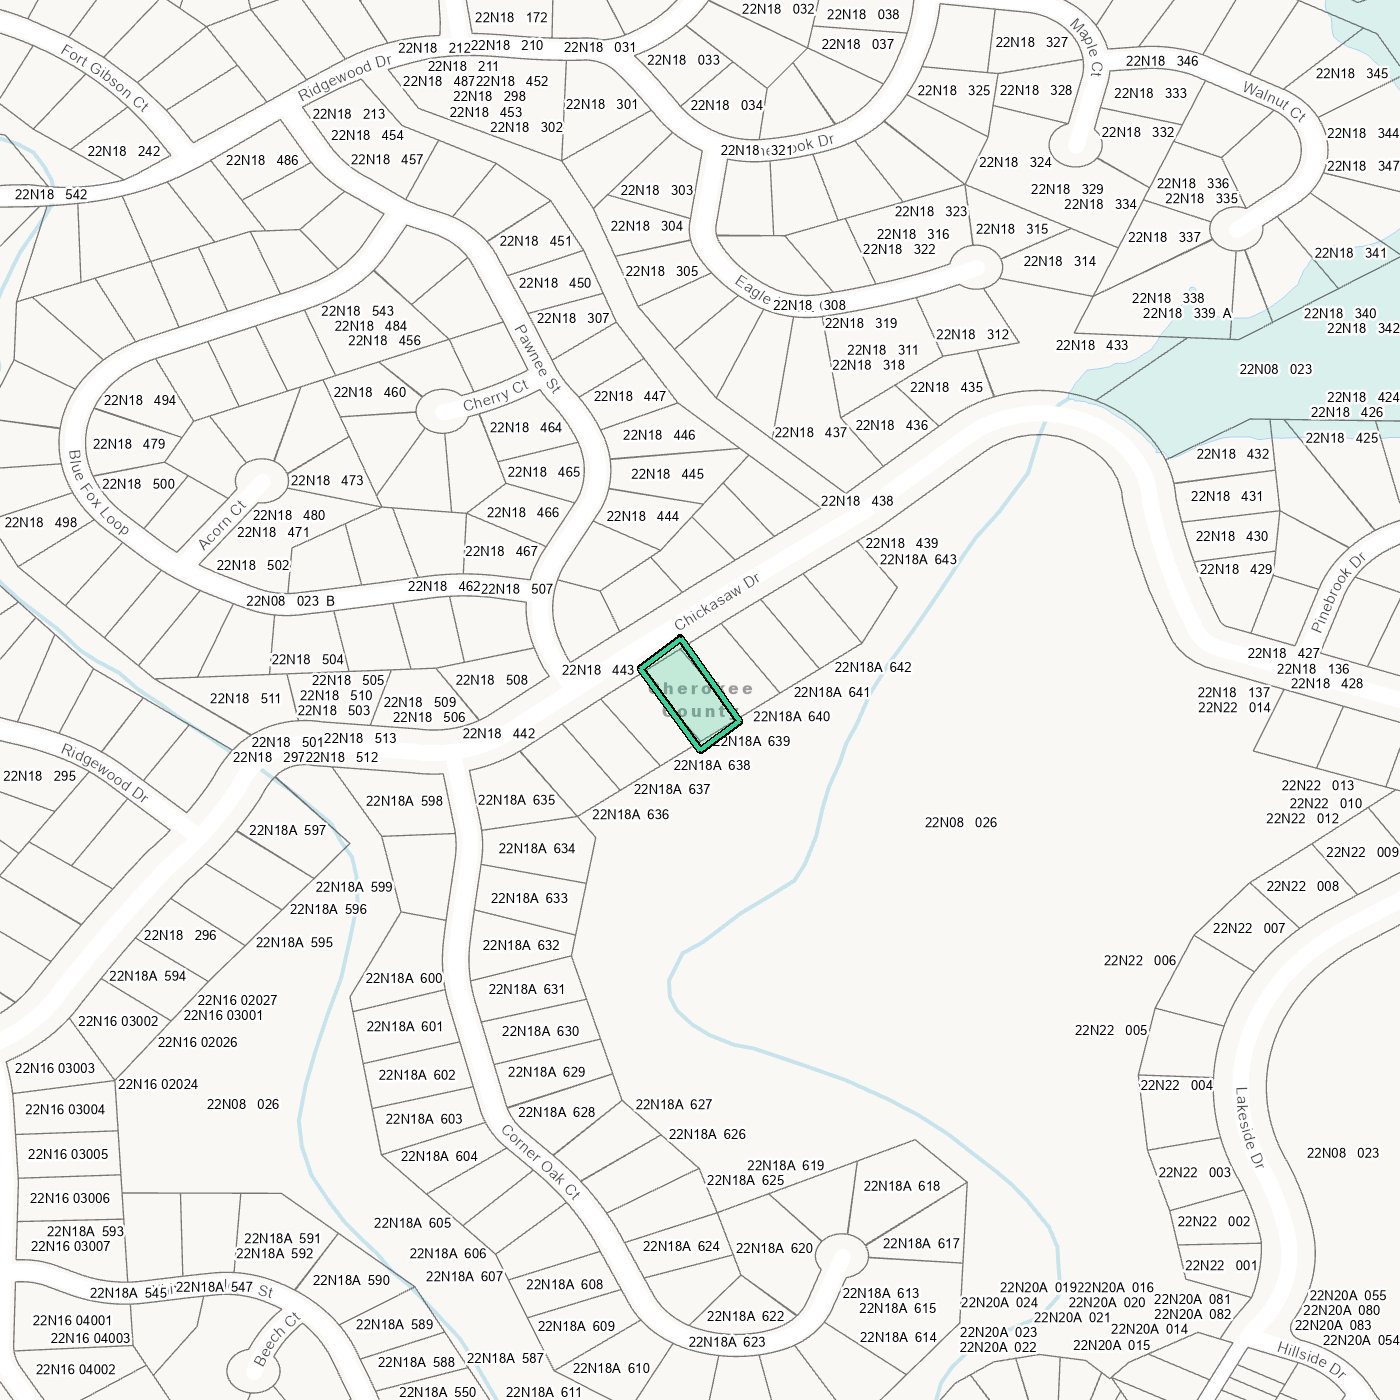 22N18 172
22N18 032
22N18 038
22N18 327
Maple Ct
Fort Gibson Ct
Ridgewood Dr
22N18 212
22N18 210
22N18 031
22N18 037
22N18 033
22N18 346
22N18 345
22N18 211
22N18 487
22N18 452
22N18 298
22N18 453
22N18 302
22N18 301
22N18 034
22N18 325
22N18 328
22N18 333
Walnut Ct
22N18 213
22N18 454
22N18 332
22N18 344
22N18 242
22N18 486
22N18 457
22N18 321
ook Dr
22N18 324
22N18 347
22N18 542
22N18 303
22N18 329
22N18 334
22N18 336
22N18 335
22N18 304
22N18 323
22N18 316
22N18 322
22N18 315
22N18 337
22N18 451
22N18 341
22N18 305
22N18 314
22N18 450
Eagle
22N18 308
22N18 338
22N18 339 A
22N18 340
22N18 342
22N18 543
22N18 484
22N18 456
22N18 307
22N18 319
22N18 312
22N18 433
22N18 311
22N18 318
Pawnee St
22N08 023
22N18 460
Cherry Ct
22N18 447
22N18 435
22N18 494
22N18 424
22N18 426
22N18 479
22N18 464
22N18 446
22N18 437
22N18 436
22N18 425
22N18 432
22N18 500
22N18 473
22N18 465
22N18 445
Blue Fox Loop
22N18 438
22N18 431
22N18 498
Acorn Ct
22N18 480
22N18 471
22N18 466
22N18 444
22N18 430
22N18 467
22N18 439
22N18A 643
22N18 502
22N18 429
22N08 023 B
22N18 462
22N18 507
Chickasaw Dr
Pinebrook Dr
22N18 504
22N18 443
22N18A 642
22N18 427
22N18 136
22N18 428
22N18 505
22N18 510
22N18 503
22N18 508
Cherokee
County
22N18A 641
22N18 137
22N22 014
22N18 511
22N18 509
22N18 506
22N18A 640
22N18 501
22N18 513
22N18 442
22N18A 639
22N18 297
22N18 512
22N18A 638
22N18 295
Ridgewood Dr
22N18A 637
22N22 013
22N22 010
22N22 012
22N18A 598
22N18A 635
22N18A 636
22N08 026
22N18A 597
22N18A 634
22N22 009
22N18A 599
22N18A 596
22N18A 633
22N22 008
22N18 296
22N18A 595
22N18A 632
22N22 007
22N22 006
22N18A 594
22N18A 600
22N18A 631
22N16 02027
22N16 03001
22N16 03002
22N18A 601
22N18A 630
22N22 005
22N16 02026
22N16 03003
22N18A 602
22N18A 629
22N16 02024
22N22 004
22N16 03004
22N08 026
22N18A 603
22N18A 628
22N18A 627
Lakeside Dr
22N18A 626
22N16 03005
22N18A 604
Corner Oak Ct
22N18A 619
22N18A 625
22N08 023
22N22 003
22N16 03006
22N18A 618
22N18A 605
22N22 002
22N18A 593
22N16 03007
22N18A 591
22N18A 592
22N18A 606
22N18A 624
22N18A 620
22N18A 617
22N22 001
22N18A 590
22N18A 607
22N18A 608
22N18A 545
22N18A 547
St
22N18A 613
22N18A 615
22N20A 019
22N20A 016
22N20A 024
22N20A 020
22N20A 021
22N20A 081
22N20A 082
22N20A 055
22N20A 080
22N20A 083
22N20A 054
22N16 04001
22N16 04003
22N18A 589
22N18A 609
22N18A 622
22N18A 623
22N18A 614
22N20A 023
22N20A 022
22N20A 014
22N20A 015
Beech Ct
22N18A 588
22N18A 587
22N18A 610
Hillside Dr
22N16 04002
22N18A 550
22N18A 611